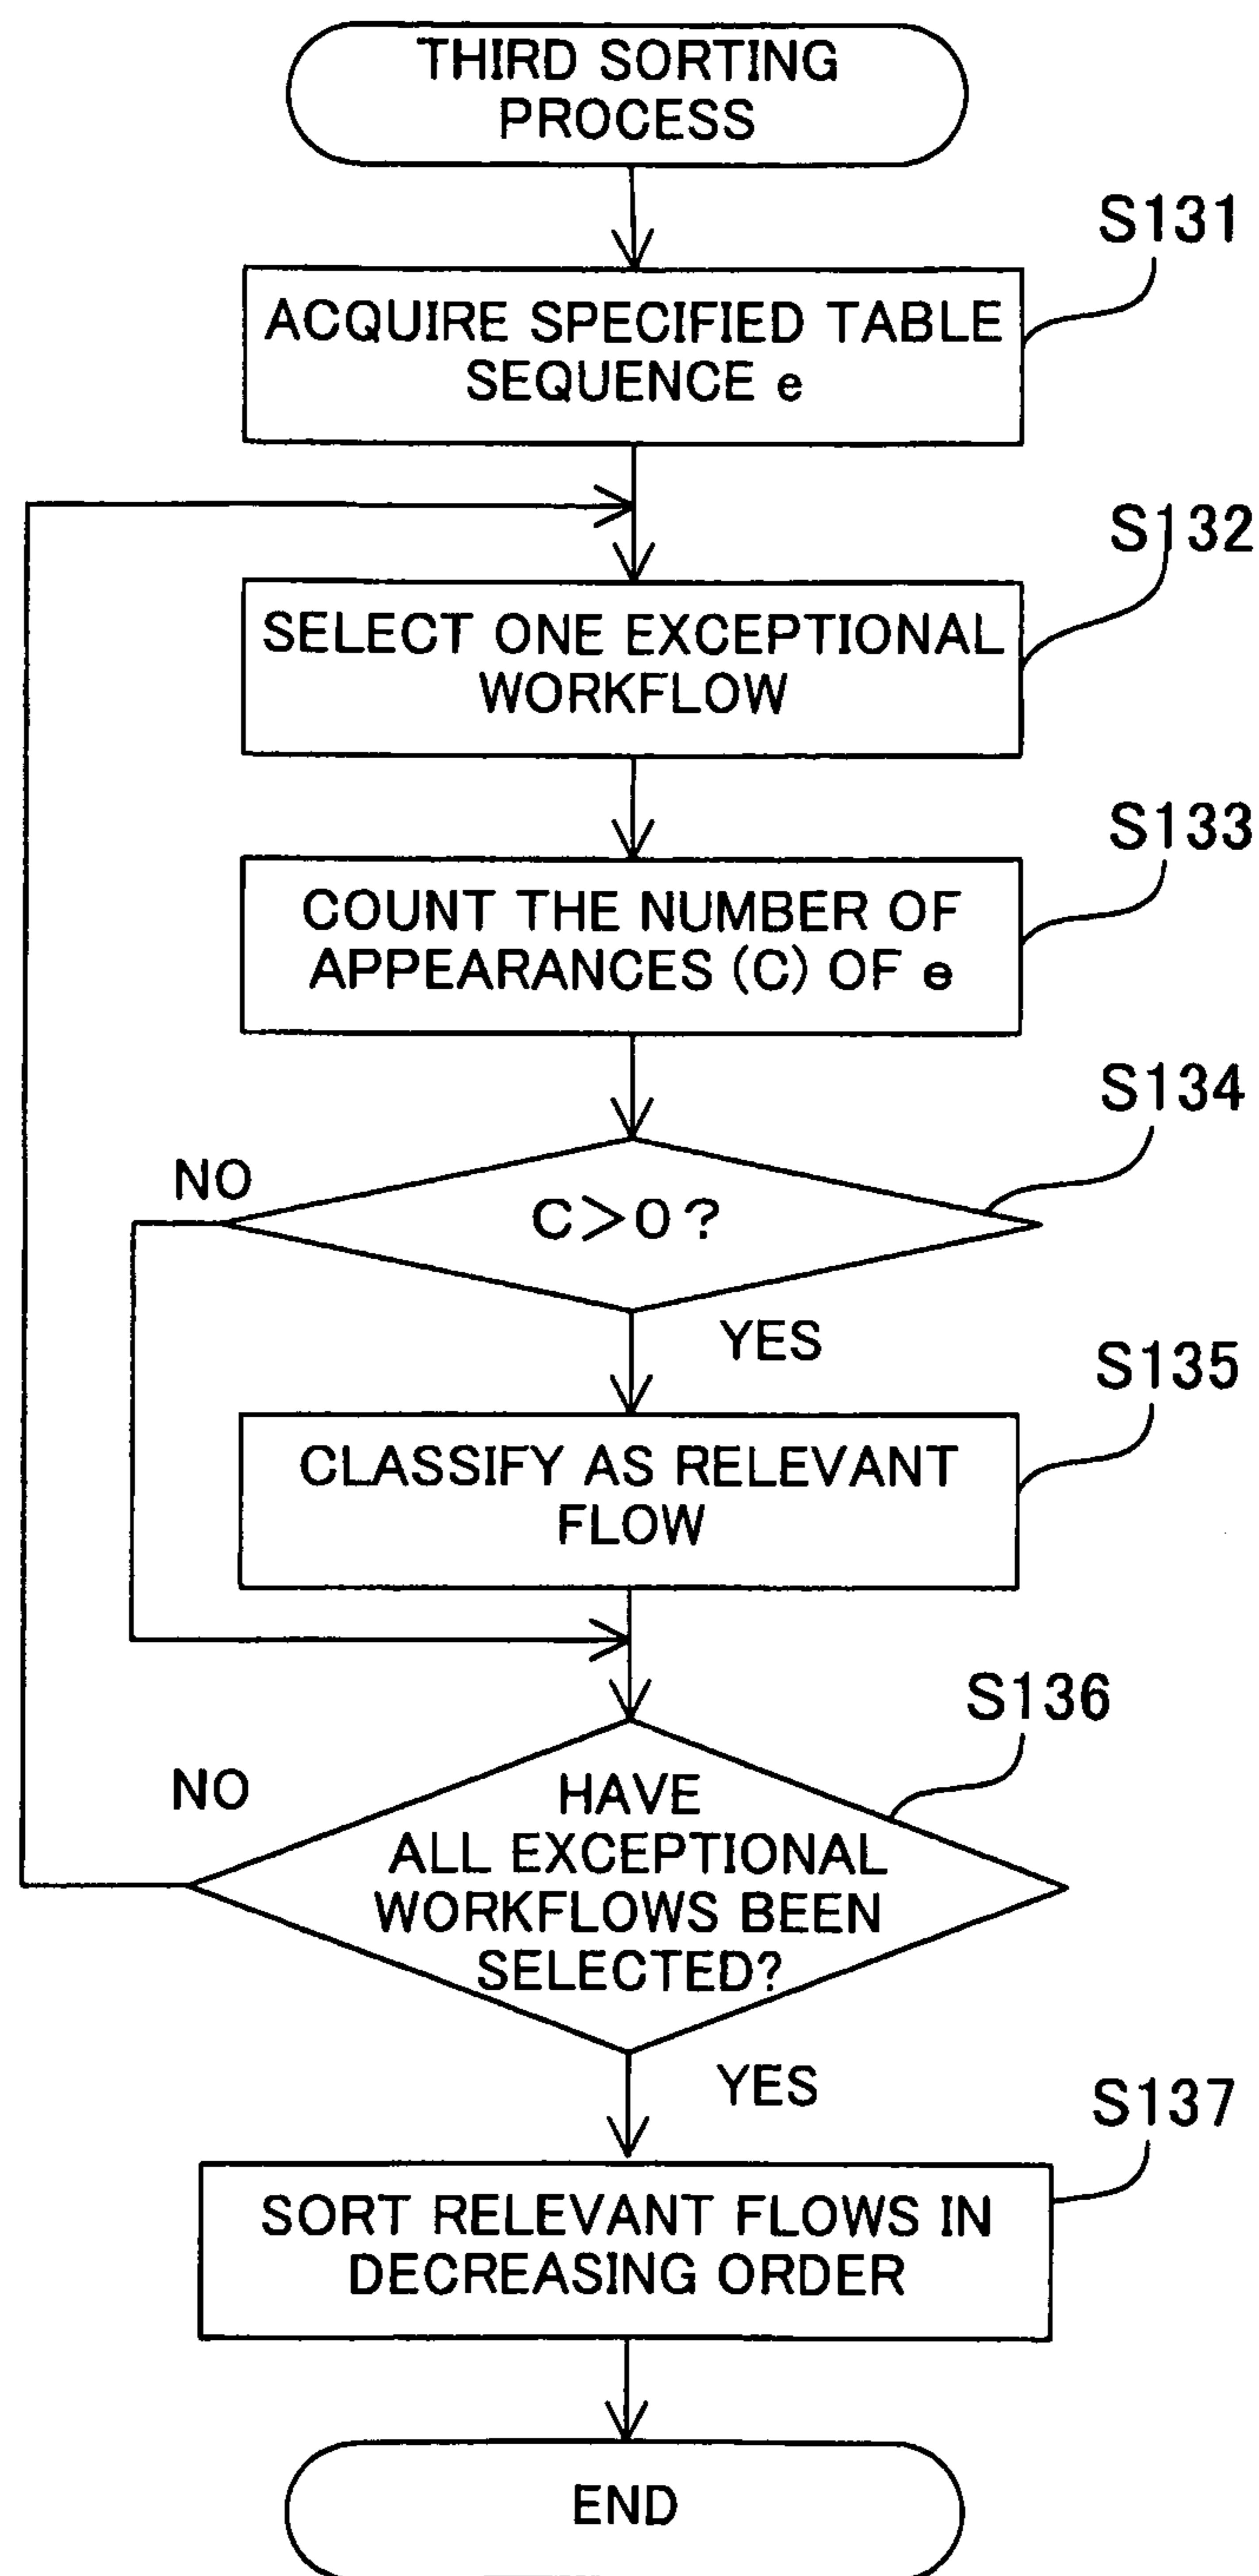 THIRD SORTING
PROCESS
S131
ACQUIRE SPECIFIED TABLE
SEQUENCE e
S132
SELECT ONE EXCEPTIONAL
WORKFLOW
S133
COUNT THE NUMBER OF
APPEARANCES (C) OF e
S134
NO
C>0?
YES
S135
CLASSIFY AS RELEVANT
FLOW
S136
NO
HAVE
ALL EXCEPTIONAL
WORKFLOWS BEEN
SELECTED?
YES
S137
SORT RELEVANT FLOWS IN
DECREASING ORDER
END